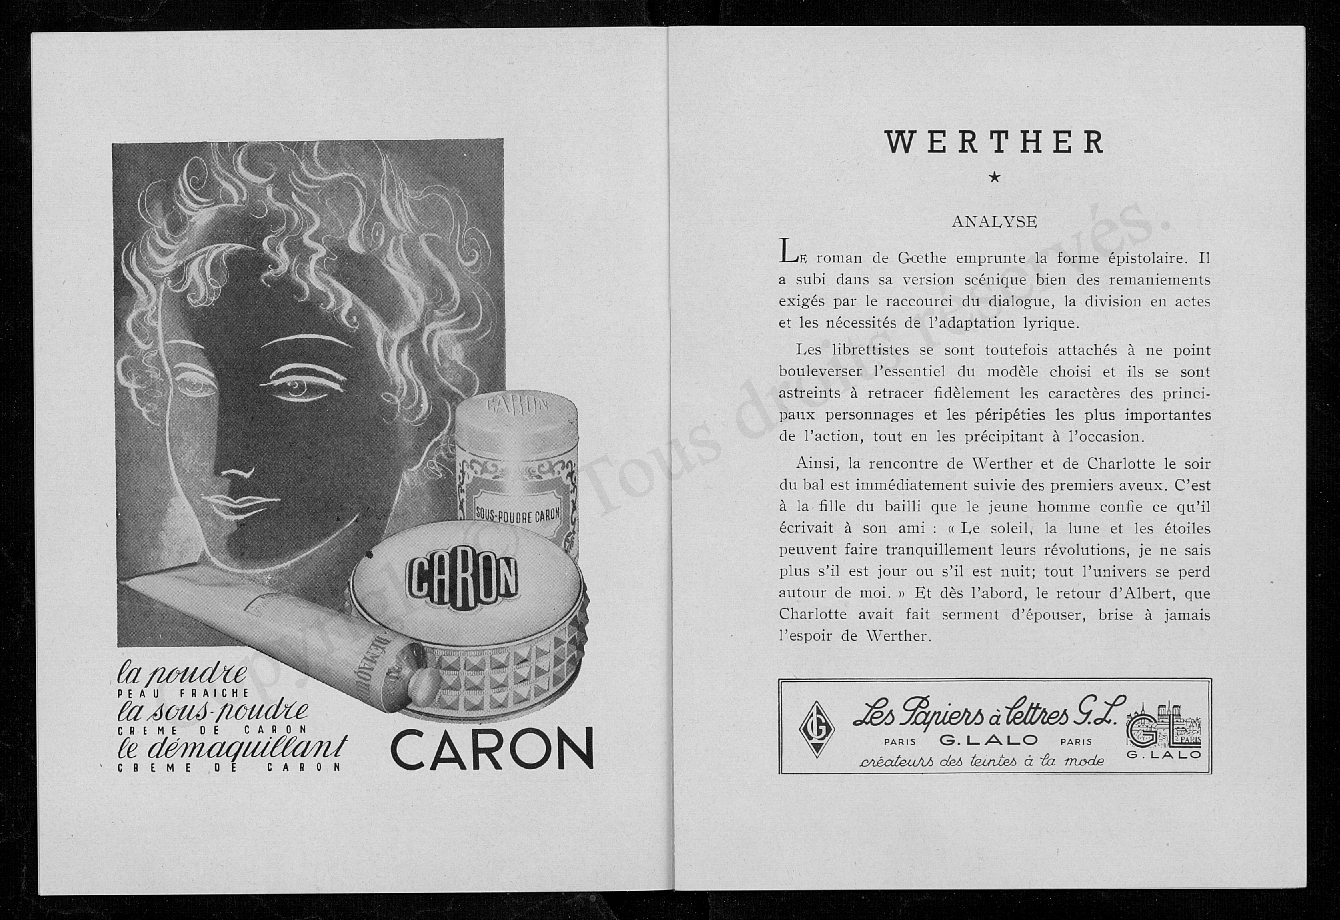 CARON
SOUS-POUDRE CARON
CARON
DÉMAQUI
la poudre
PEAU FRAICHE
la sous-poudre
CREME DE CARON
le démaquillant
CREME DE CARON
CARON
WERTHER
ANALYSE
LE roman de Gœthe emprunte la forme épistolaire. Il
a subi dans sa version scénique bien des remaniements
exigés par le raccourci du dialogue, la division en actes
et les nécessités de l'adaptation lyrique.
Les librettistes se sont toutefois attachés à ne point
bouleverser l'essentiel du modèle choisi et ils se sont
astreints à retracer fidèlement les caractères des princi-
paux personnages et les péripéties les plus importantes
de l'action, tout en les précipitant à l'occasion.
Ainsi, la rencontre de Werther et de Charlotte le soir
du bal est immédiatement suivie des premiers aveux. C'est
à la fille du bailli que le jeune homme confie ce qu'il
écrivait à son ami : « Le soleil, la lune et les étoiles
peuvent faire tranquillement leurs révolutions, je ne sais
plus s'il est jour ou s'il est nuit; tout l'univers se perd
autour de moi. » Et dès l'abord, le retour d'Albert, que
Charlotte avait fait serment d'épouser, brise à jamais
l'espoir de Werther.
Les Papiers à lettres G.L.
PARIS G. LALO PARIS
créateurs des teintes à la mode
GL
PARIS
G. LALO
Copyright © Tous droits réservés.